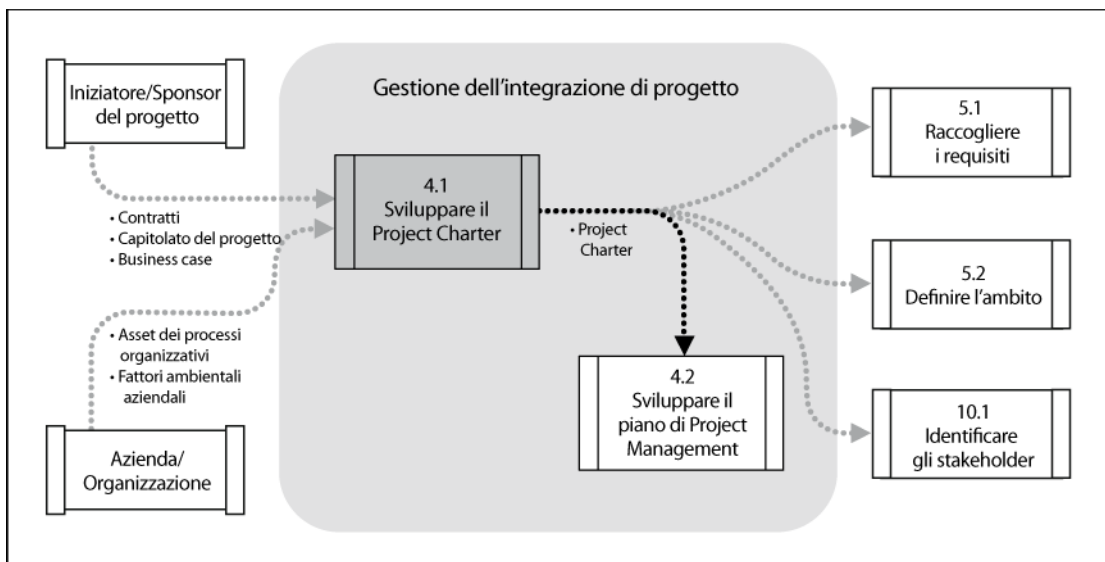 Iniziatore/Sponsor
del progetto
• Contratti
• Capitolato del progetto
• Business case
• Asset dei processi
organizzativi
• Fattori ambientali
aziendali
Azienda/
Organizzazione
Gestione dell'integrazione di progetto
4.1
Sviluppare il
Project Charter
• Project
Charter
4.2
Sviluppare il
piano di Project
Management
5.1
Raccogliere
i requisiti
5.2
Definire l'ambito
10.1
Identificare
gli stakeholder